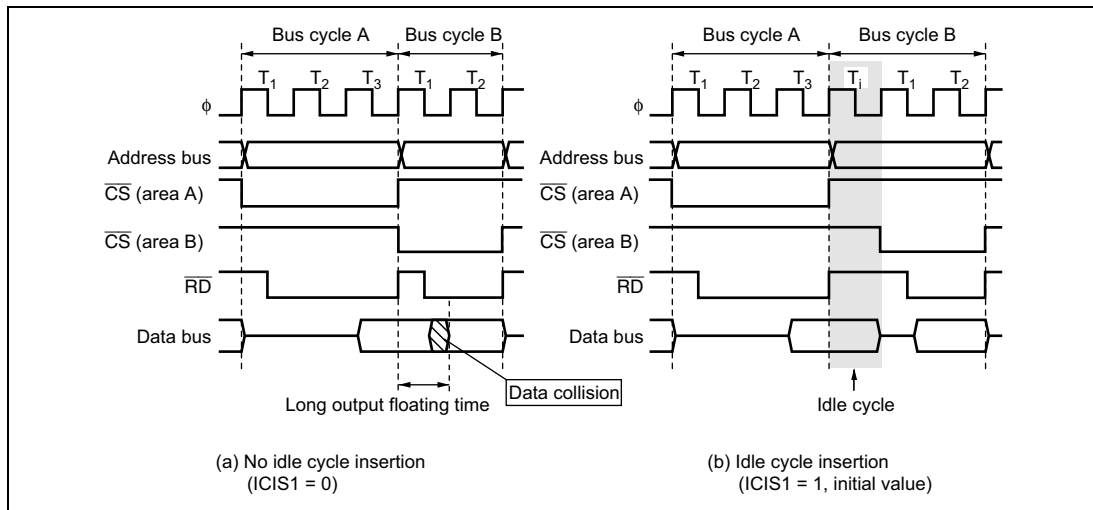 Bus cycle A Bus cycle B
T1 T2 T3 T1 T2
φ
Address bus
CS (area A)
CS (area B)
RD
Data bus
Long output floating time
Data collision
(a) No idle cycle insertion
(ICIS1 = 0)
Bus cycle A Bus cycle B
T1 T2 T3 Ti T1 T2
φ
Address bus
CS (area A)
CS (area B)
RD
Data bus
Idle cycle
(b) Idle cycle insertion
(ICIS1 = 1, initial value)